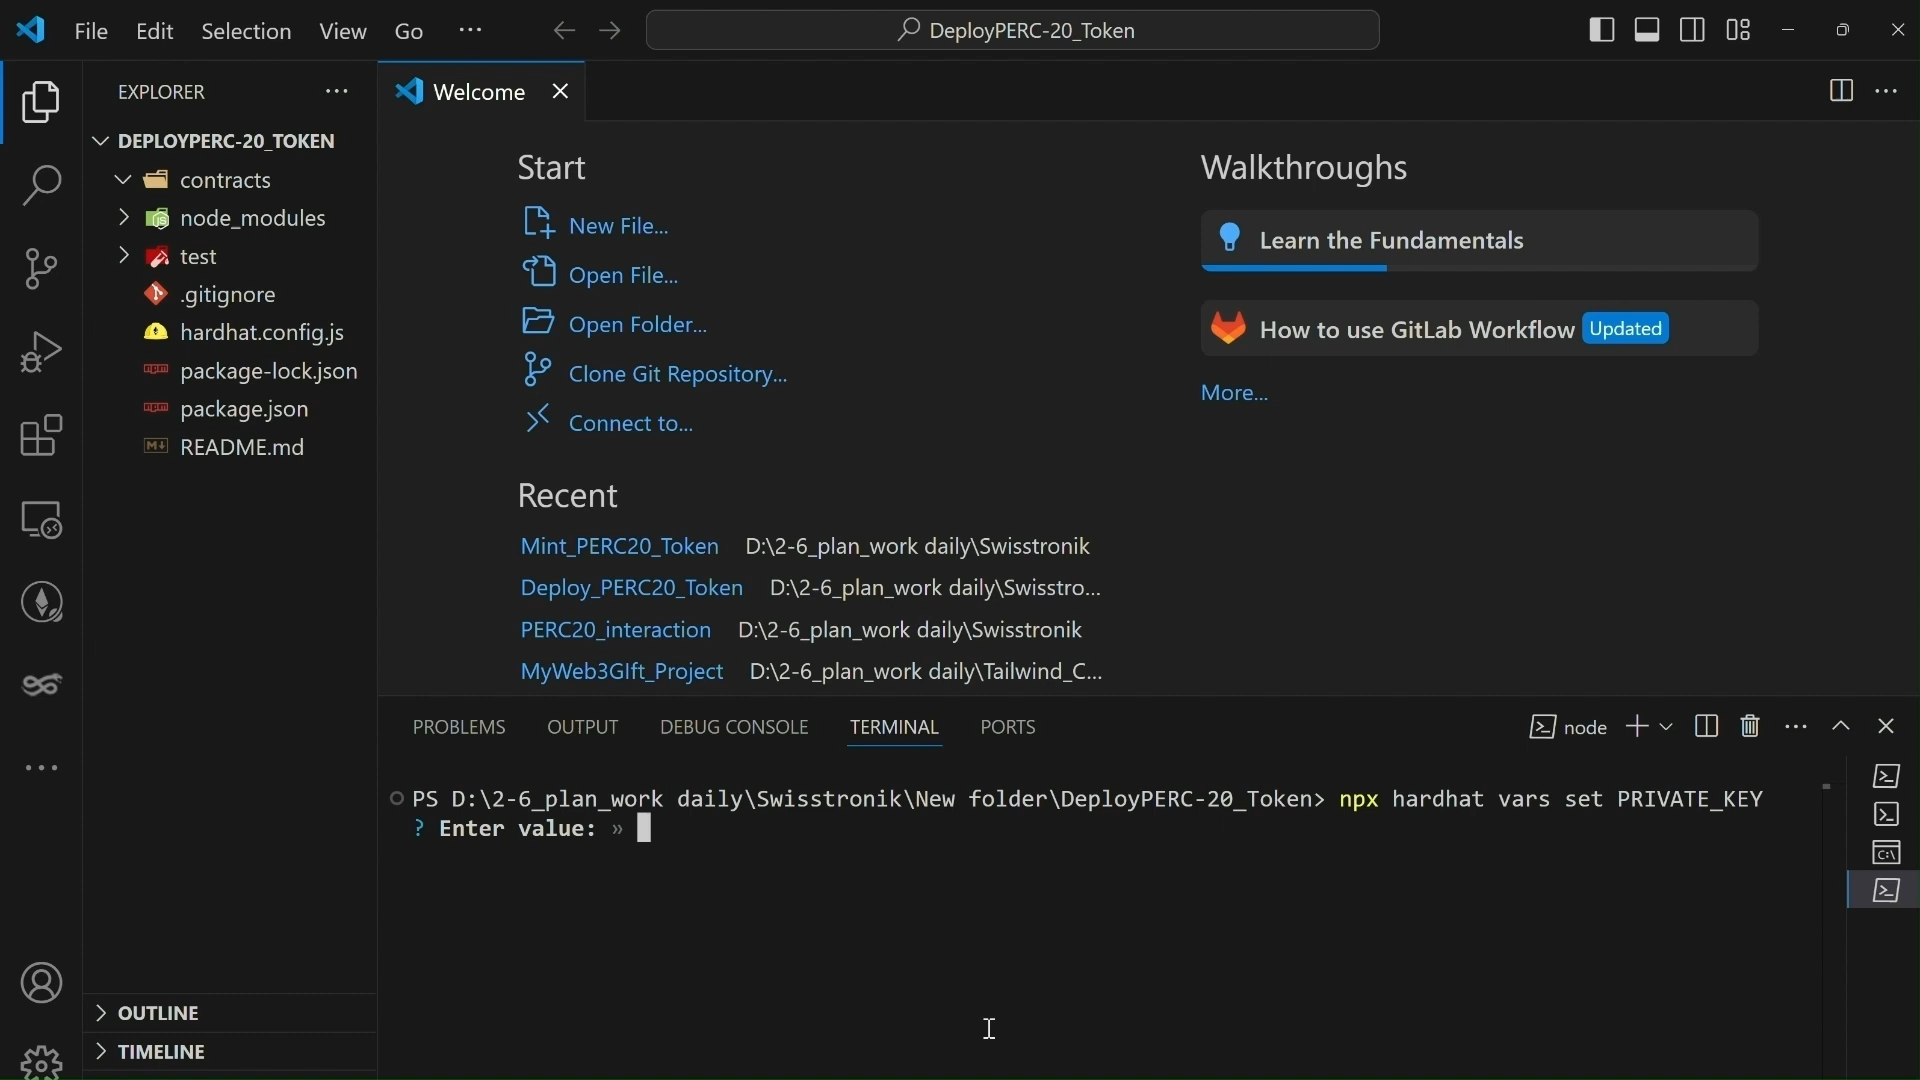 File Edit Selection View Go ···
DeployPERC-20_Token
EXPLORER
DEPLOYPERC-20_TOKEN
contracts
node_modules
test
.gitignore
hardhat.config.js
package-lock.json
package.json
README.md
OUTLINE
TIMELINE
Welcome
Start
New File...
Open File...
Open Folder...
Clone Git Repository...
Connect to...
Recent
Mint_PERC20_Token D:\2-6_plan_work daily\Swisstronik
Deploy_PERC20_Token D:\2-6_plan_work daily\Swisstro...
PERC20_interaction D:\2-6_plan_work daily\Swisstronik
MyWeb3GIft_Project D:\2-6_plan_work daily\Tailwind_C...
Walkthroughs
Learn the Fundamentals
How to use GitLab Workflow Updated
More...
PROBLEMS OUTPUT DEBUG CONSOLE TERMINAL PORTS
node
PS D:\2-6_plan_work daily\Swisstronik\New folder\DeployPERC-20_Token> npx hardhat vars set PRIVATE_KEY
? Enter value: »